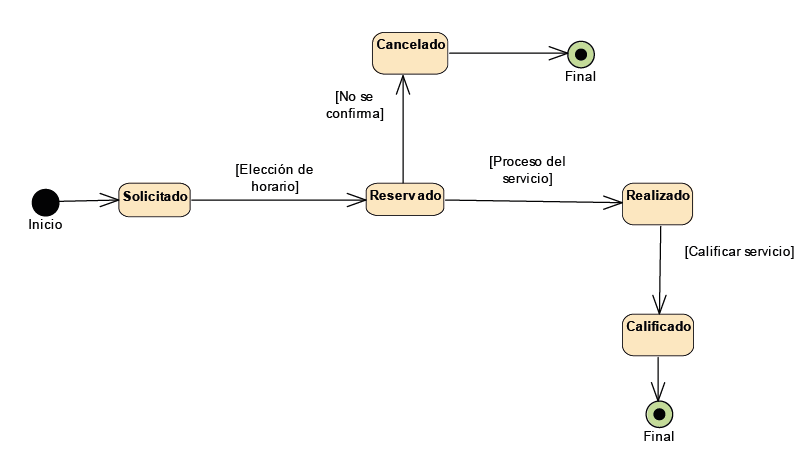 Cancelado
Final
[No se
confirma]
[Elección de
horario]
[Proceso del
servicio]
Inicio
Solicitado
Reservado
Realizado
[Calificar servicio]
Calificado
Final